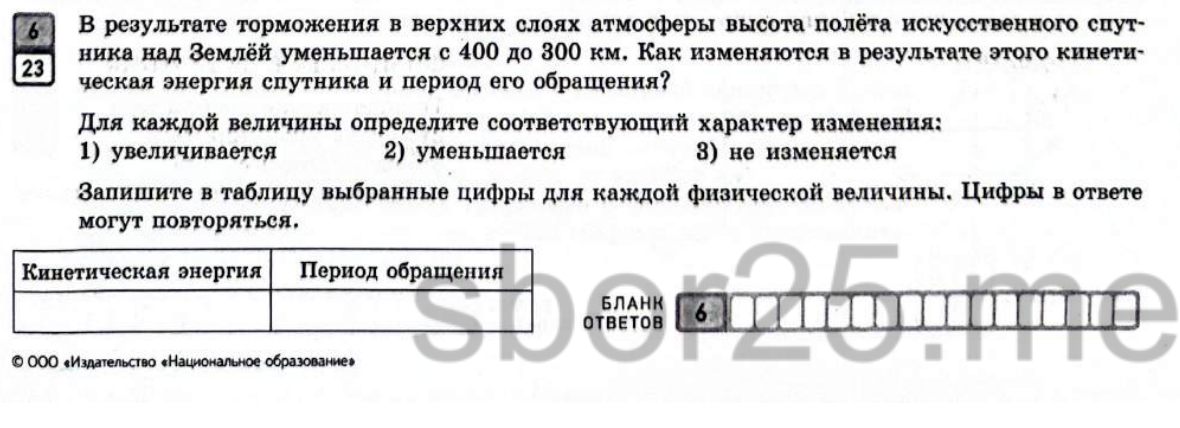 6
23
В результате торможения в верхних слоях атмосферы высота полёта искусственного спут-
ника над Землёй уменьшается с 400 до 300 км. Как изменяются в результате этого кинети-
ческая энергия спутника и период его обращения?
Для каждой величины определите соответствующий характер изменения:
1) увеличивается 2) уменьшается 3) не изменяется
Запишите в таблицу выбранные цифры для каждой физической величины. Цифры в ответе
могут повторяться.
Кинетическая энергия Период обращения
БЛАНК
ОТВЕТОВ 6
sbor25.me
© ООО «Издательство «Национальное образование»